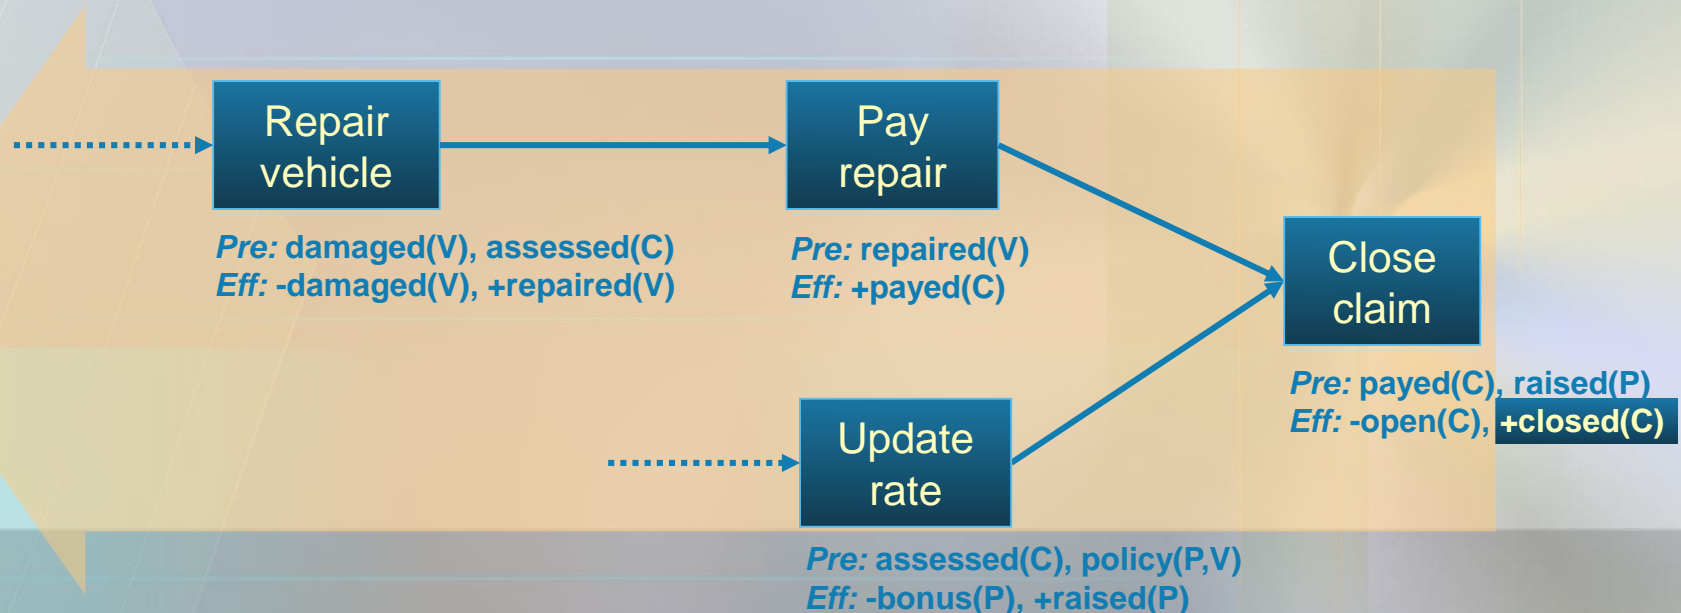 Repair
vehicle
Pre: damaged(V), assessed(C)
Eff: -damaged(V), +repaired(V)
Pay
repair
Pre: repaired(V)
Eff: +payed(C)
Close
claim
Pre: payed(C), raised(P)
Eff: -open(C), +closed(C)
Update
rate
Pre: assessed(C), policy(P,V)
Eff: -bonus(P), +raised(P)